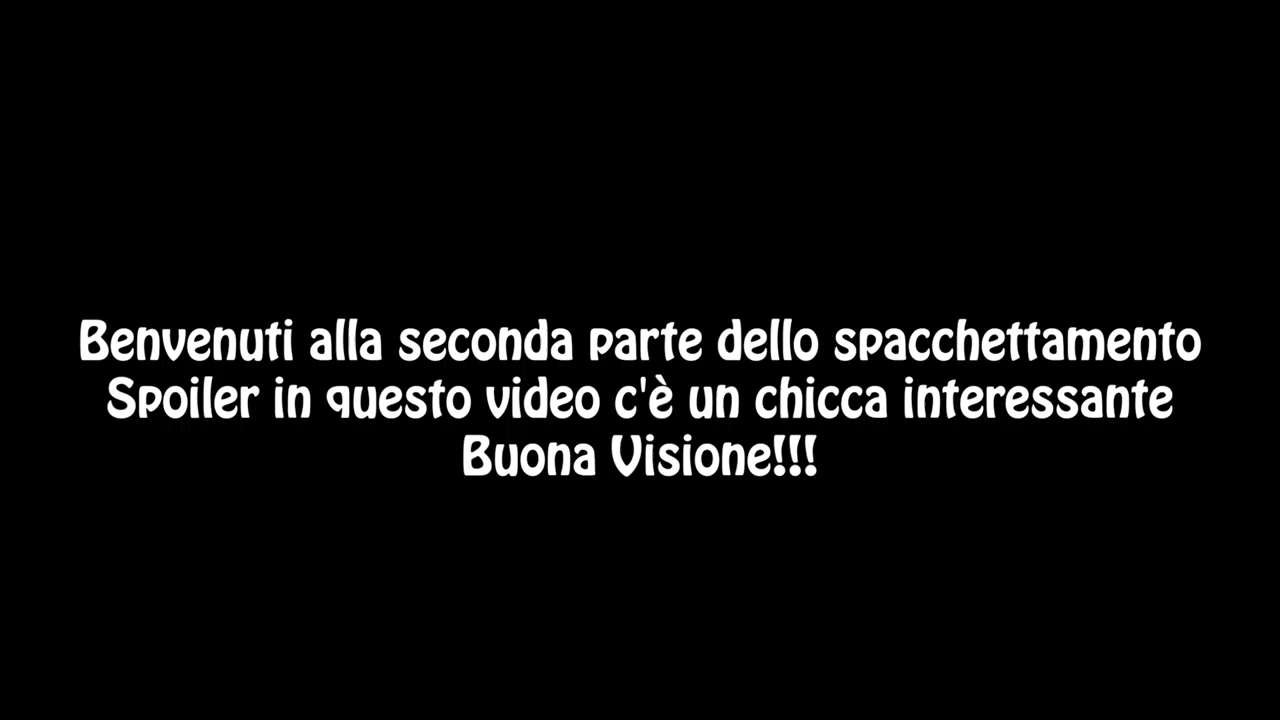 Benvenuti alla seconda parte dello spacchettamento
Spoiler in questo video c'è un chicca interessante
Buona Visione!!!